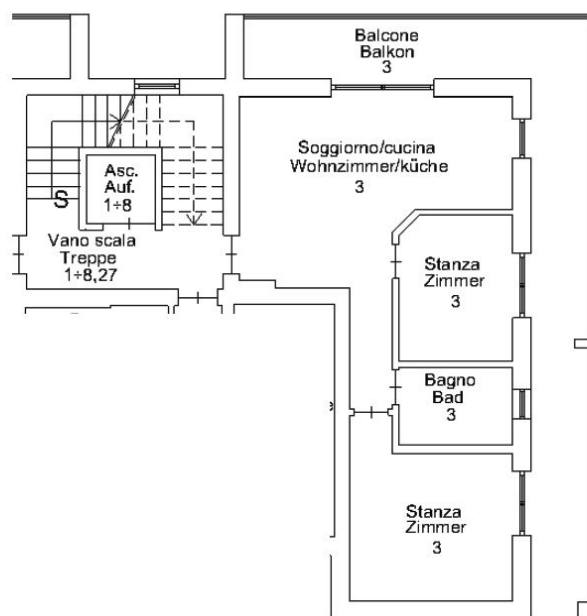 Balcone
Balkon
3
Soggiorno/cucina
Wohnzimmer/küche
3
Asc.
Auf.
1÷8
S
Vano scala
Treppe
1÷8,27
Stanza
Zimmer
3
Bagno
Bad
3
Stanza
Zimmer
3